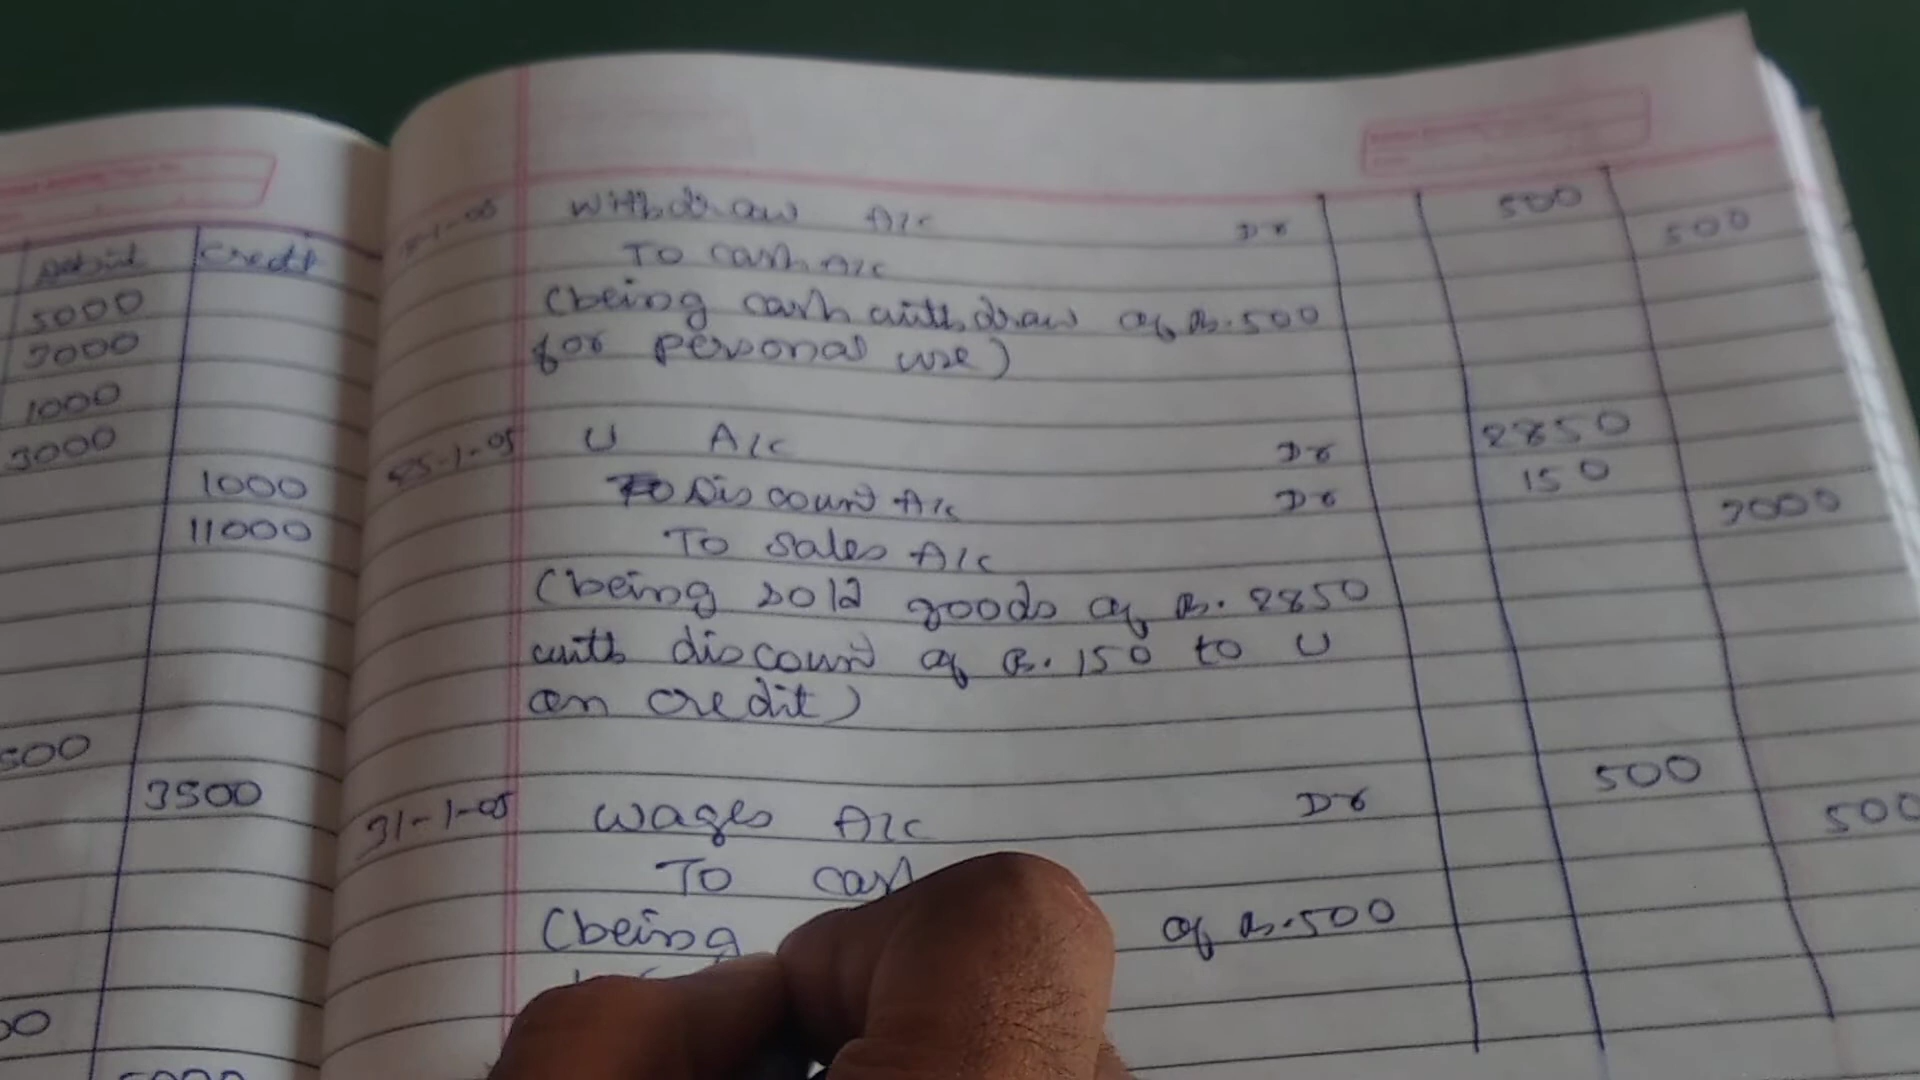 Debit Credit
5000
3000
1000
3000
1000
11000
500
3500
Withdraw A/c Dr 500
To cash A/c 500
(being cash withdraw of Rs.500
for personal use)
25-1-05 U A/c Dr 2850
Discount A/c Dr 150
To sales A/c 3000
(being sold goods of Rs. 2850
with discount of Rs. 150 to U
on credit)
31-1-05 Wages A/c Dr 500
To cash 500
(being of Rs.500